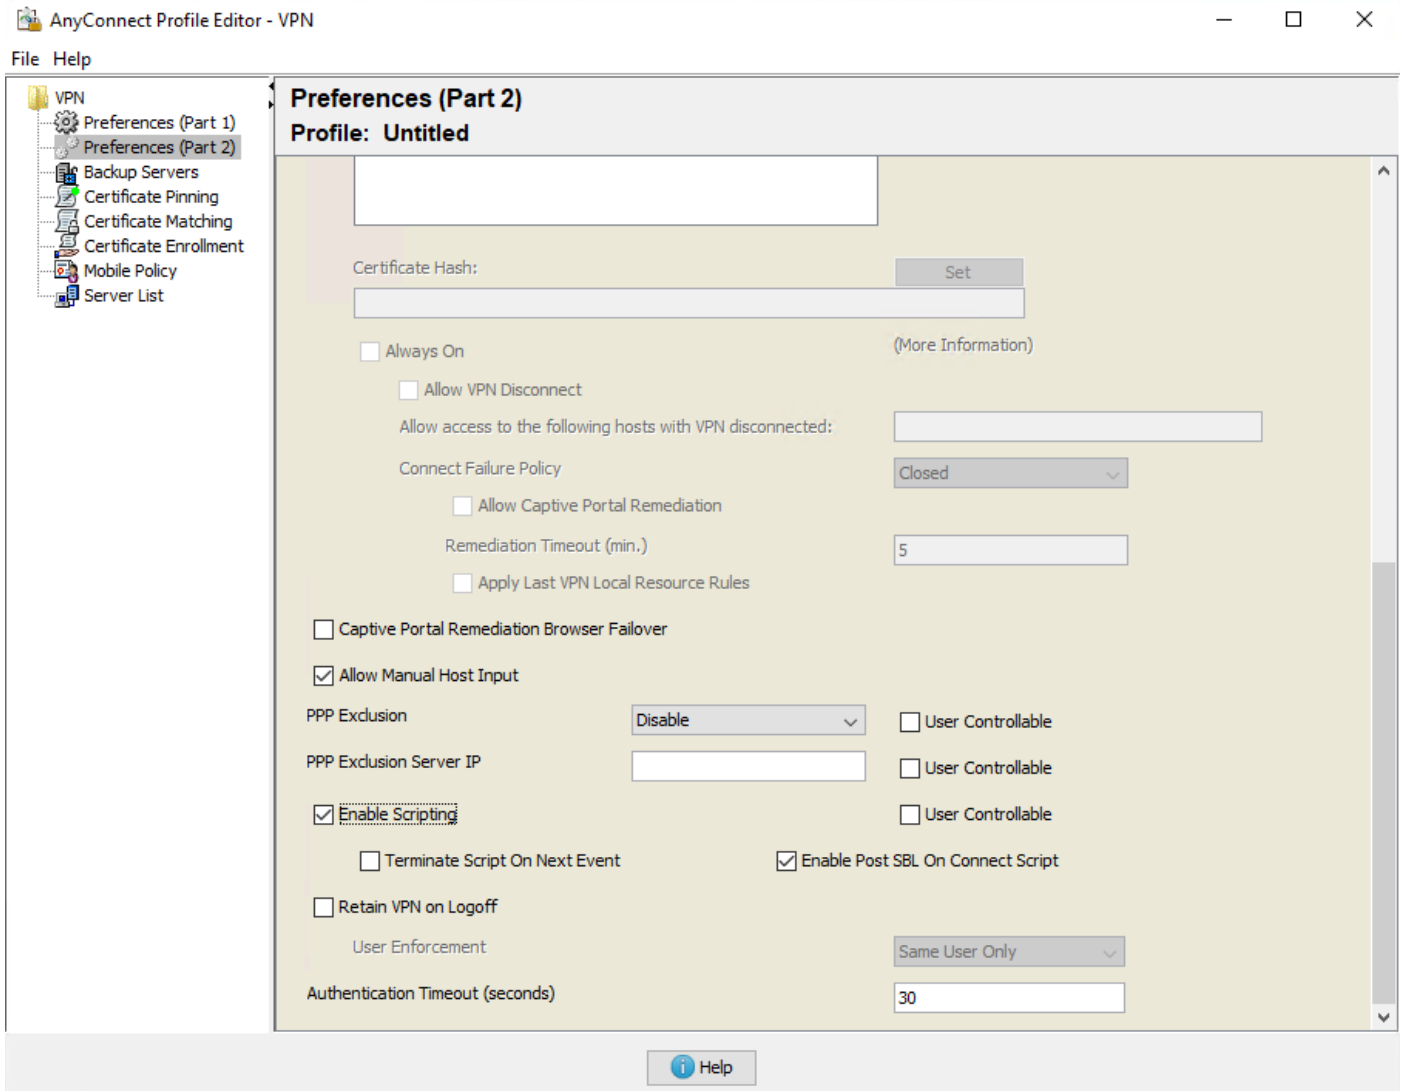 AnyConnect Profile Editor - VPN
File Help
VPN
Preferences (Part 1)
Preferences (Part 2)
Backup Servers
Certificate Pinning
Certificate Matching
Certificate Enrollment
Mobile Policy
Server List
Preferences (Part 2)
Profile: Untitled
Certificate Hash:
Set
Always On
(More Information)
Allow VPN Disconnect
Allow access to the following hosts with VPN disconnected:
Connect Failure Policy
Closed
Allow Captive Portal Remediation
Remediation Timeout (min.)
5
Apply Last VPN Local Resource Rules
Captive Portal Remediation Browser Failover
Allow Manual Host Input
PPP Exclusion
Disable
User Controllable
PPP Exclusion Server IP
User Controllable
Enable Scripting
User Controllable
Terminate Script On Next Event
Enable Post SBL On Connect Script
Retain VPN on Logoff
User Enforcement
Same User Only
Authentication Timeout (seconds)
30
Help